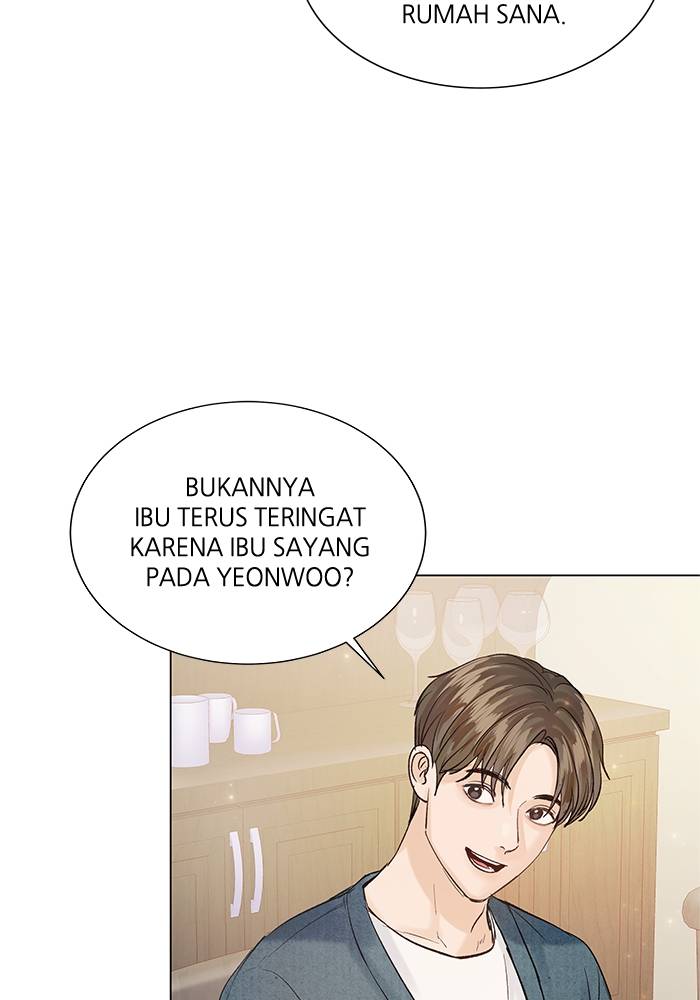 RUMAH SANA.
BUKANNYA
IBU TERUS TERINGAT
KARENA IBU SAYANG
PADA YEONWOO?